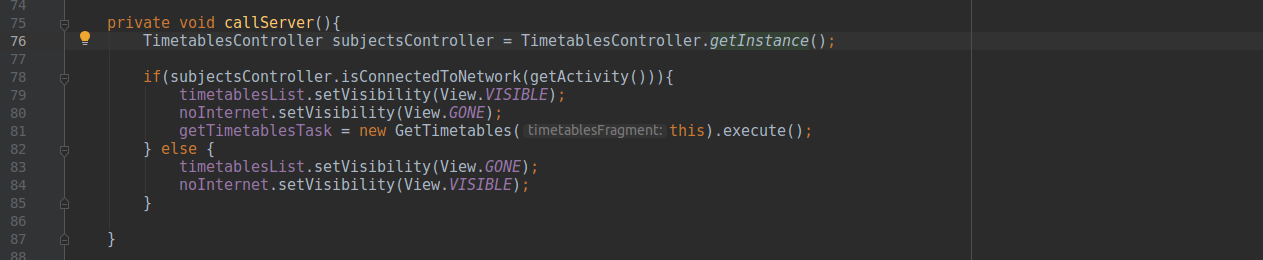 74
75 private void callServer(){
76 TimetablesController subjectsController = TimetablesController.getInstance();
77
78 if(subjectsController.isConnectedToNetwork(getActivity())){
79 timetablesList.setVisibility(View.VISIBLE);
80 noInternet.setVisibility(View.GONE);
81 getTimetablesTask = new GetTimetables( timetablesFragment: this).execute();
82 } else {
83 timetablesList.setVisibility(View.GONE);
84 noInternet.setVisibility(View.VISIBLE);
85 }
86
87 }
88